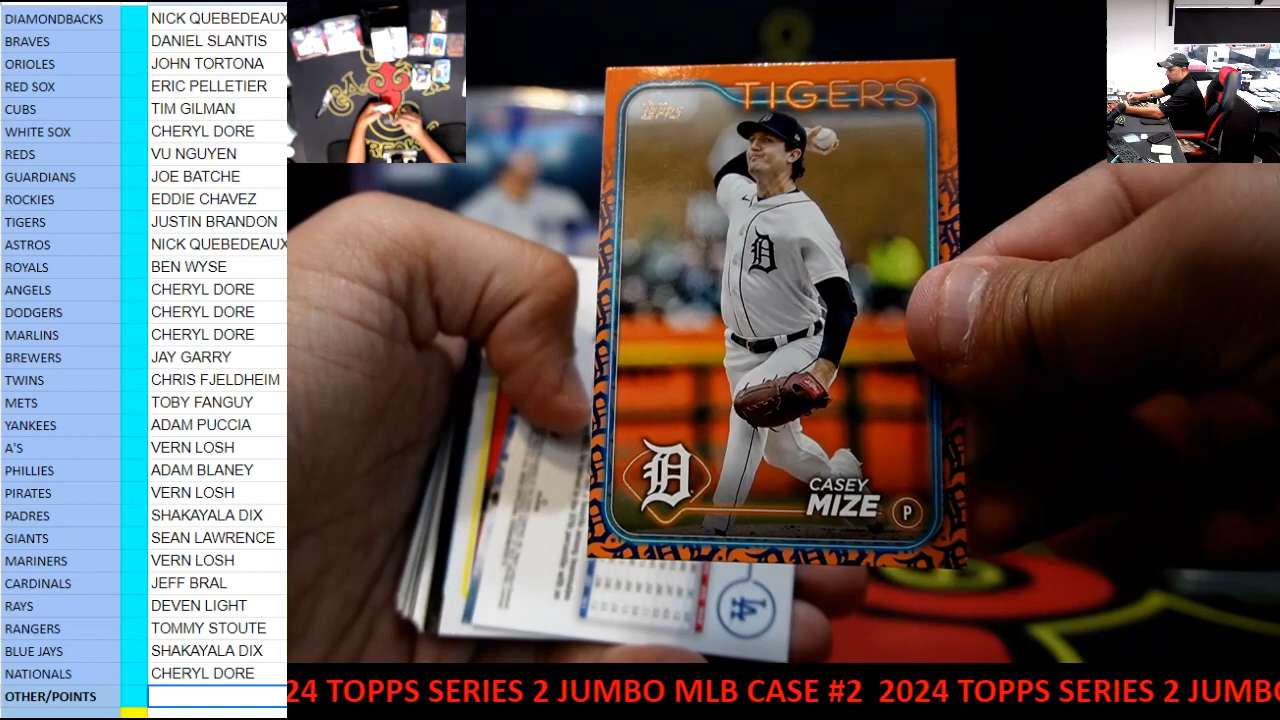 DIAMONDBACKS NICK QUEBEDEAUX
BRAVES DANIEL SLANTIS
ORIOLES JOHN TORTONA
RED SOX ERIC PELLETIER
CUBS TIM GILMAN
WHITE SOX CHERYL DORE
REDS VU NGUYEN
GUARDIANS JOE BATCHE
ROCKIES EDDIE CHAVEZ
TIGERS JUSTIN BRANDON
ASTROS NICK QUEBEDEAUX
ROYALS BEN WYSE
ANGELS CHERYL DORE
DODGERS CHERYL DORE
MARLINS CHERYL DORE
BREWERS JAY GARRY
TWINS CHRIS FJELDHEIM
METS TOBY FANGUY
YANKEES ADAM PUCCIA
A'S VERN LOSH
PHILLIES ADAM BLANEY
PIRATES VERN LOSH
PADRES SHAKAYALA DIX
GIANTS SEAN LAWRENCE
MARINERS VERN LOSH
CARDINALS JEFF BRAL
RAYS DEVEN LIGHT
RANGERS TOMMY STOUTE
BLUE JAYS SHAKAYALA DIX
NATIONALS CHERYL DORE
OTHER/POINTS
TIGERS
Topps
D
D
CASEY
MIZE
P
LA
24 TOPPS SERIES 2 JUMBO MLB CASE #2 2024 TOPPS SERIES 2 JUMBO